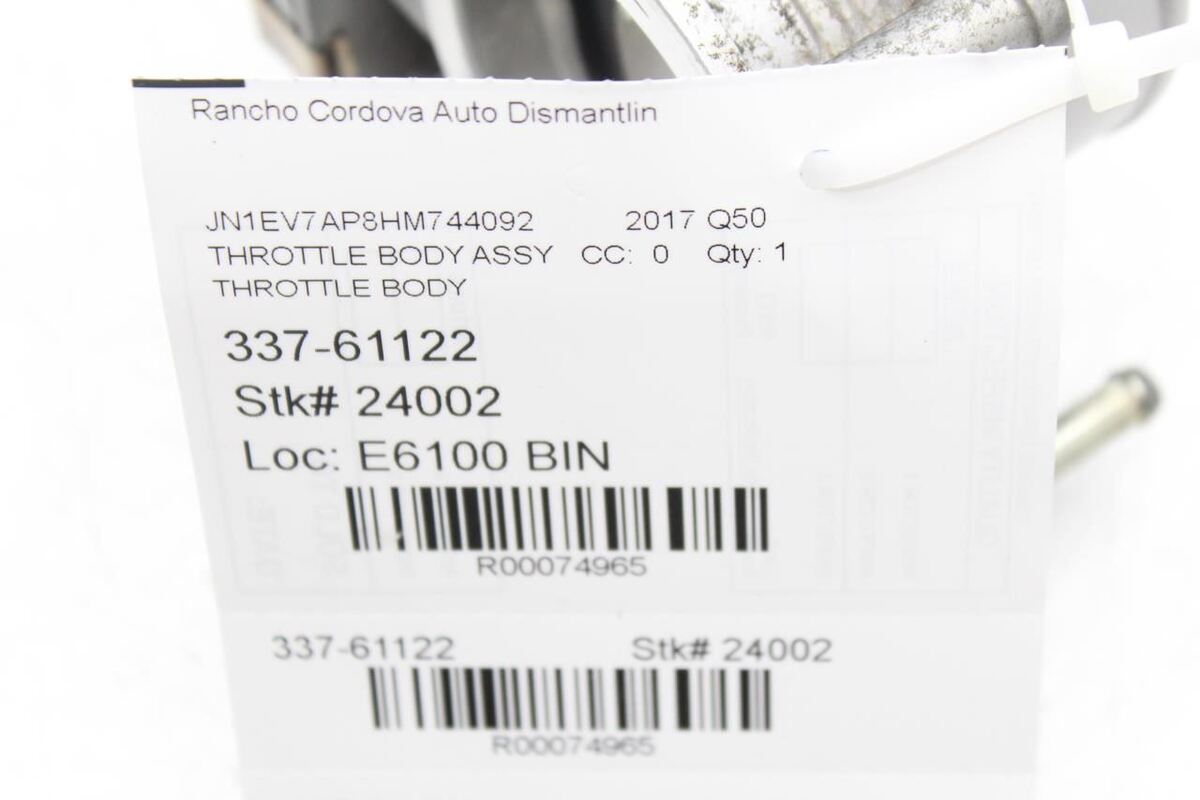 Rancho Cordova Auto Dismantlin
JN1EV7AP8HM744092 2017 Q50
THROTTLE BODY ASSY CC: 0 Qty: 1
THROTTLE BODY
337-61122
Stk# 24002
Loc: E6100 BIN
R00074965
337-61122 Stk# 24002
R00074965